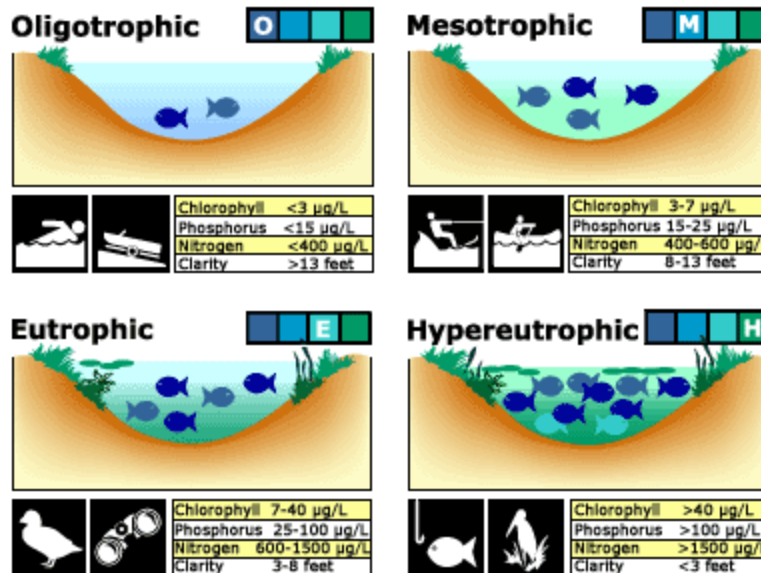 Oligotrophic O
Chlorophyll <3 µg/L
Phosphorus <15 µg/L
Nitrogen <400 µg/L
Clarity >13 feet
Mesotrophic M
Chlorophyll 3-7 µg/L
Phosphorus 15-25 µg/L
Nitrogen 400-600 µg/
Clarity 8-13 feet
Eutrophic E
Chlorophyll 7-40 µg/L
Phosphorus 25-100 µg/L
Nitrogen 600-1500 µg/L
Clarity 3-8 feet
Hypereutrophic H
Chlorophyll >40 µg/L
Phosphorus >100 µg/L
Nitrogen >1500 µg/L
Clarity <3 feet